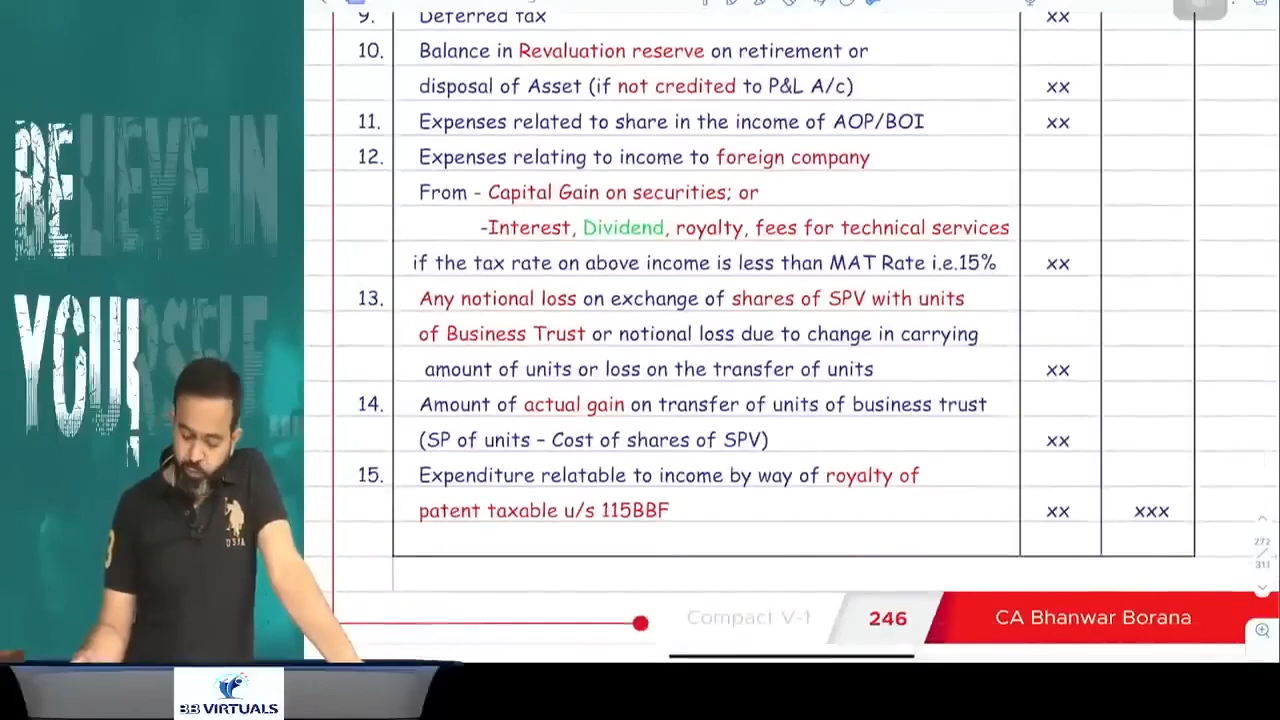 BELIEVE IN
YOURSELF
9. Deferred tax xx
10. Balance in Revaluation reserve on retirement or
disposal of Asset (if not credited to P&L A/c) xx
11. Expenses related to share in the income of AOP/BOI xx
12. Expenses relating to income to foreign company
From - Capital Gain on securities; or
-Interest, Dividend, royalty, fees for technical services
if the tax rate on above income is less than MAT Rate i.e.15% xx
13. Any notional loss on exchange of shares of SPV with units
of Business Trust or notional loss due to change in carrying
amount of units or loss on the transfer of units xx
14. Amount of actual gain on transfer of units of business trust
(SP of units – Cost of shares of SPV) xx
15. Expenditure relatable to income by way of royalty of
patent taxable u/s 115BBF xx xxx
272
/
311
Compact V-1 246 CA Bhanwar Borana
3
BB VIRTUALS